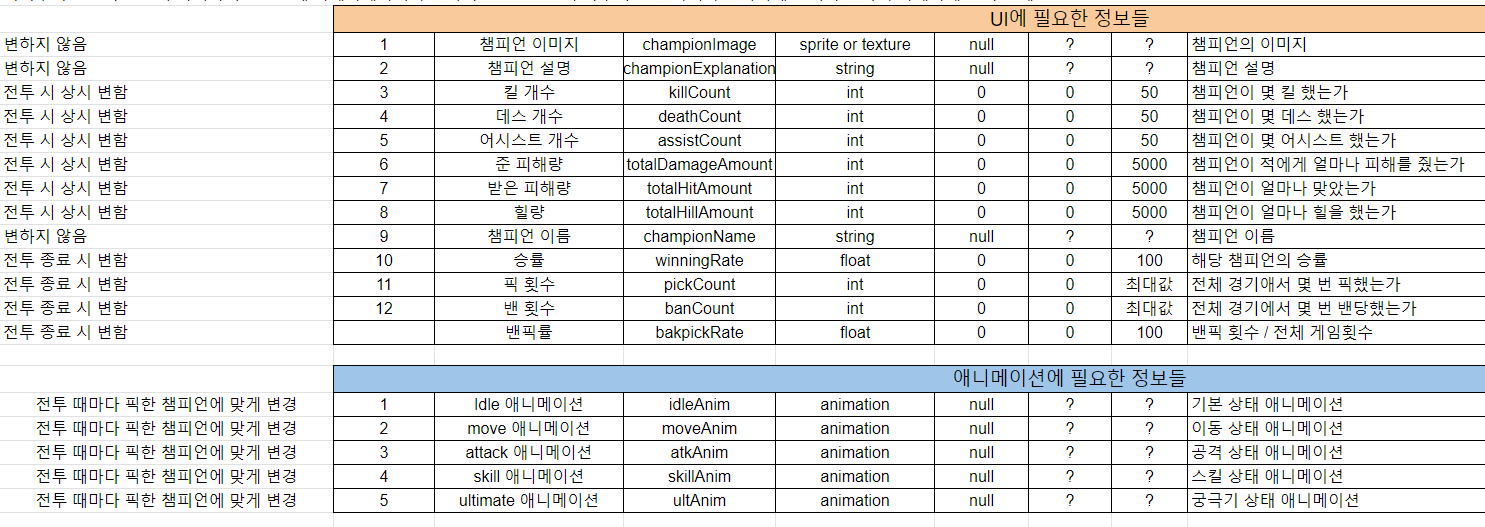 UI에 필요한 정보들
변하지 않음 1 챔피언 이미지 championImage sprite or texture null ? ? 챔피언의 이미지
변하지 않음 2 챔피언 설명 championExplanation string null ? ? 챔피언 설명
전투 시 상시 변함 3 킬 개수 killCount int 0 0 50 챔피언이 몇 킬 했는가
전투 시 상시 변함 4 데스 개수 deathCount int 0 0 50 챔피언이 몇 데스 했는가
전투 시 상시 변함 5 어시스트 개수 assistCount int 0 0 50 챔피언이 몇 어시스트 했는가
전투 시 상시 변함 6 준 피해량 totalDamageAmount int 0 0 5000 챔피언이 적에게 얼마나 피해를 줬는가
전투 시 상시 변함 7 받은 피해량 totalHitAmount int 0 0 5000 챔피언이 얼마나 맞았는가
전투 시 상시 변함 8 힐량 totalHillAmount int 0 0 5000 챔피언이 얼마나 힐을 했는가
변하지 않음 9 챔피언 이름 championName string null ? ? 챔피언 이름
전투 종료 시 변함 10 승률 winningRate float 0 0 100 해당 챔피언의 승률
전투 종료 시 변함 11 픽 횟수 pickCount int 0 0 최대값 전체 경기애서 몇 번 픽했는가
전투 종료 시 변함 12 밴 횟수 banCount int 0 0 최대값 전체 경기에서 몇 번 밴당했는가
전투 종료 시 변함 밴픽률 bakpickRate float 0 0 100 밴픽 횟수 / 전체 게임횟수
애니메이션에 필요한 정보들
전투 때마다 픽한 챔피언에 맞게 변경 1 Idle 애니메이션 idleAnim animation null ? ? 기본 상태 애니메이션
전투 때마다 픽한 챔피언에 맞게 변경 2 move 애니메이션 moveAnim animation null ? ? 이동 상태 애니메이션
전투 때마다 픽한 챔피언에 맞게 변경 3 attack 애니메이션 atkAnim animation null ? ? 공격 상태 애니메이션
전투 때마다 픽한 챔피언에 맞게 변경 4 skill 애니메이션 skillAnim animation null ? ? 스킬 상태 애니메이션
전투 때마다 픽한 챔피언에 맞게 변경 5 ultimate 애니메이션 ultAnim animation null ? ? 궁극기 상태 애니메이션